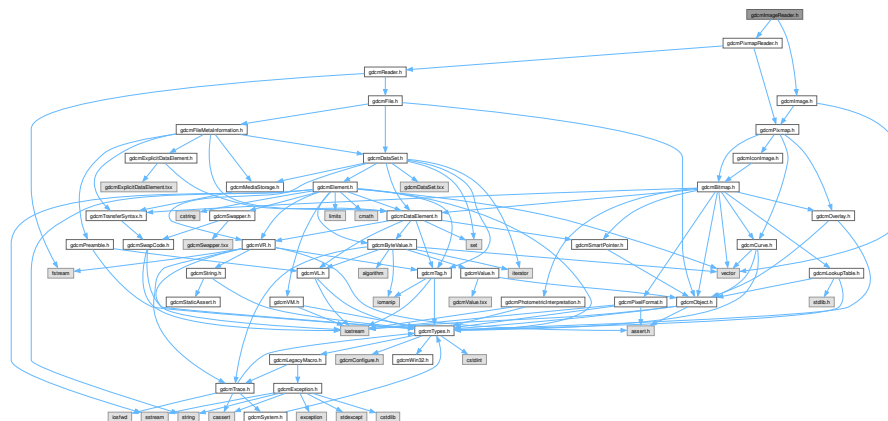 gdcmImageReader.h
gdcmPixmapReader.h
gdcmReader.h
gdcmFile.h
gdcmImage.h
gdcmFileMetaInformation.h
gdcmPixmap.h
gdcmExplicitDataElement.h
gdcmDataSet.h
gdcmIconImage.h
gdcmExplicitDataElement.txx
gdcmMediaStorage.h
gdcmElement.h
gdcmDataSet.txx
gdcmBitmap.h
gdcmTransferSyntax.h
cstring
gdcmSwapper.h
limits
cmath
gdcmDataElement.h
gdcmOverlay.h
gdcmPreamble.h
gdcmSwapCode.h
gdcmSwapper.txx
gdcmVR.h
gdcmByteValue.h
set
gdcmSmartPointer.h
gdcmCurve.h
fstream
gdcmString.h
gdcmVL.h
algorithm
gdcmTag.h
gdcmValue.h
iterator
vector
gdcmLookupTable.h
gdcmStaticAssert.h
gdcmVM.h
iomanip
gdcmValue.txx
gdcmPhotometricInterpretation.h
gdcmPixelFormat.h
gdcmObject.h
stdlib.h
iostream
gdcmTypes.h
assert.h
gdcmLegacyMacro.h
gdcmConfigure.h
gdcmWin32.h
cstdint
gdcmTrace.h
gdcmException.h
iosfwd
sstream
string
cassert
gdcmSystem.h
exception
stdexcept
cstdlib